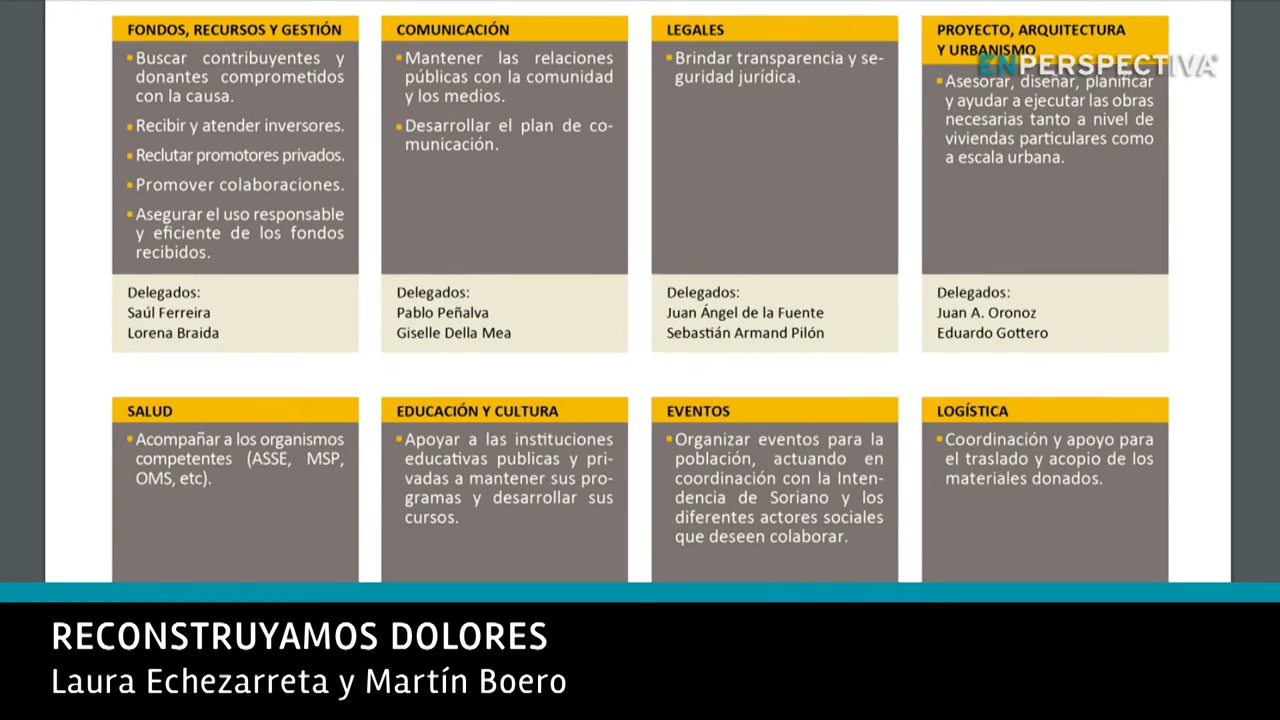 FONDOS, RECURSOS Y GESTIÓN
▪Buscar contribuyentes y
donantes comprometidos
con la causa.
▪Recibir y atender inversores.
▪Reclutar promotores privados.
▪Promover colaboraciones.
▪Asegurar el uso responsable
y eficiente de los fondos
recibidos.
Delegados:
Saúl Ferreira
Lorena Braida
COMUNICACIÓN
▪Mantener las relaciones
públicas con la comunidad
y los medios.
▪Desarrollar el plan de co-
municación.
Delegados:
Pablo Peñalva
Giselle Della Mea
LEGALES
▪Brindar transparencia y se-
guridad jurídica.
Delegados:
Juan Ángel de la Fuente
Sebastián Armand Pilón
PROYECTO, ARQUITECTURA
Y URBANISMO
ENPERSPECTIVA
▪Asesorar, diseñar, planificar
y ayudar a ejecutar las obras
necesarias tanto a nivel de
viviendas particulares como
a escala urbana.
Delegados:
Juan A. Oronoz
Eduardo Gottero
SALUD
▪Acompañar a los organismos
competentes (ASSE, MSP,
OMS, etc).
EDUCACIÓN Y CULTURA
▪Apoyar a las instituciones
educativas publicas y pri-
vadas a mantener sus pro-
gramas y desarrollar sus
cursos.
EVENTOS
▪Organizar eventos para la
población, actuando en
coordinación con la Inten-
dencia de Soriano y los
diferentes actores sociales
que deseen colaborar.
LOGÍSTICA
▪Coordinación y apoyo para
el traslado y acopio de los
materiales donados.
RECONSTRUYAMOS DOLORES
Laura Echezarreta y Martín Boero